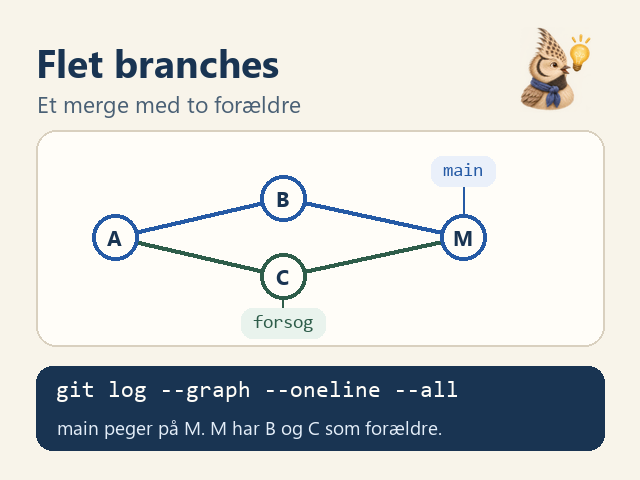 Flet branches
Et merge med to forældre
main
B
A
M
C
forsog
git log --graph --oneline --all
main peger på M. M har B og C som forældre.